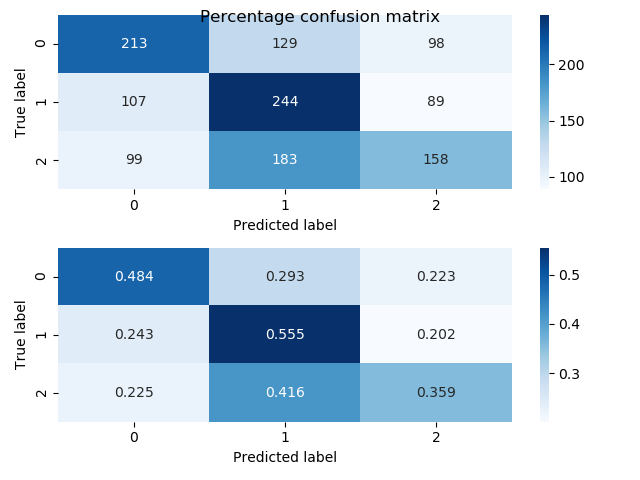 Percentage confusion matrix
0 213 129 98
1 107 244 89
2 99 183 158
True label
0 1 2
Predicted label
200
150
100
0 0.484 0.293 0.223
1 0.243 0.555 0.202
2 0.225 0.416 0.359
True label
0 1 2
Predicted label
0.5
0.4
0.3